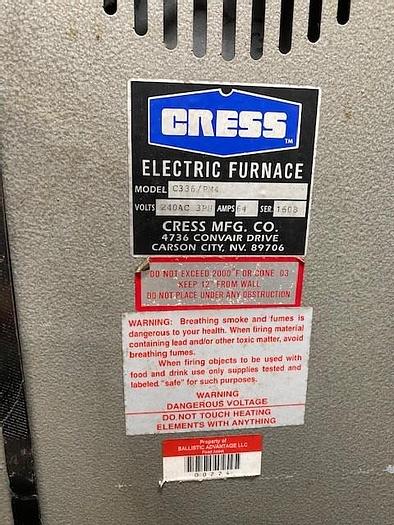 CRESS TM
ELECTRIC FURNACE
MODEL C336/PM4
VOLTS 240AC 3PH AMPS 54 SER. 1608
CRESS MFG. CO.
4736 CONVAIR DRIVE
CARSON CITY, NV. 89706
DO NOT EXCEED 2000°F OR CONE 03
KEEP 12" FROM WALL
DO NOT PLACE UNDER ANY OBSTRUCTION
WARNING: Breathing smoke and fumes is
dangerous to your health. When firing material
containing lead and/or other toxic matter, avoid
breathing fumes.
When firing objects to be used with
food and drink use only supplies tested and
labeled "safe" for such purposes.
WARNING
DANGEROUS VOLTAGE
DO NOT TOUCH HEATING
ELEMENTS WITH ANYTHING
Property of
BALLISTIC ADVANTAGE LLC
Fixed Asset
00224